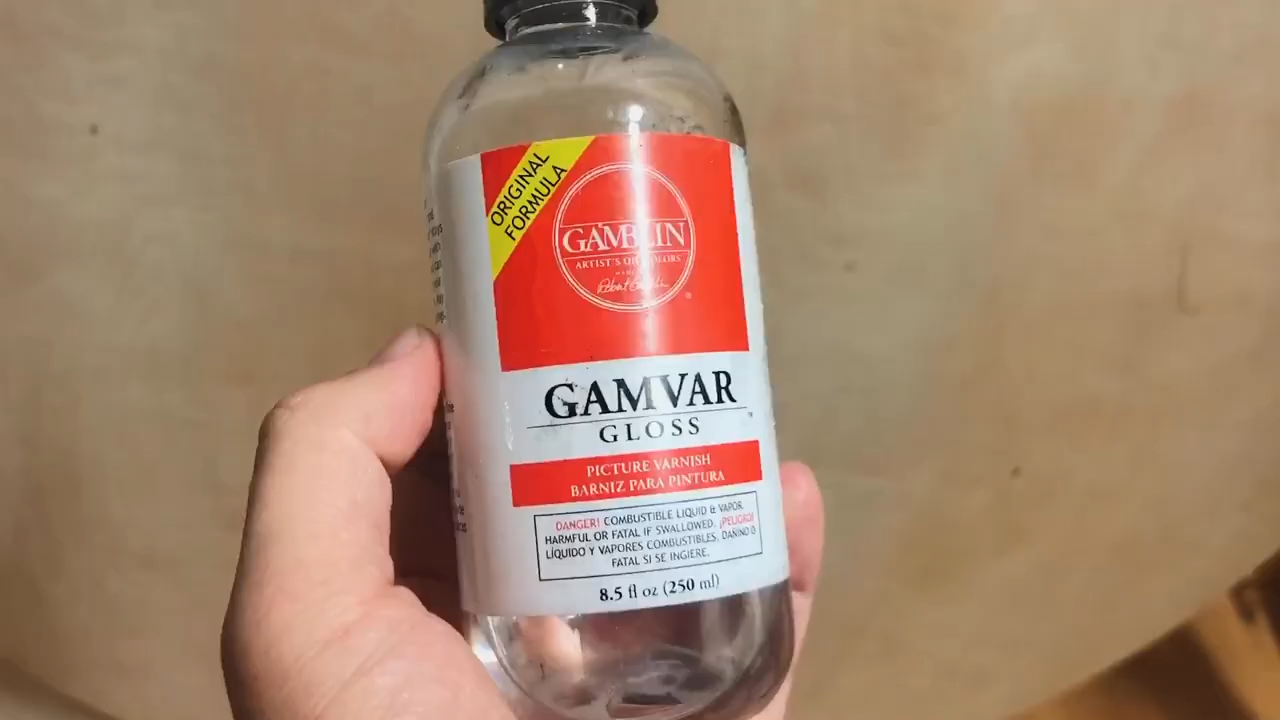 ORIGINAL
FORMULA
GAMBLIN
ARTIST'S OIL COLORS
GAMVAR
GLOSS
PICTURE VARNISH
BARNIZ PARA PINTURA
DANGER! COMBUSTIBLE LIQUID & VAPOR.
HARMFUL OR FATAL IF SWALLOWED. ¡PELIGRO!
LÍQUIDO Y VAPORES COMBUSTIBLES. DAÑINO O
FATAL SI SE INGIERE.
8.5 fl oz (250 ml)